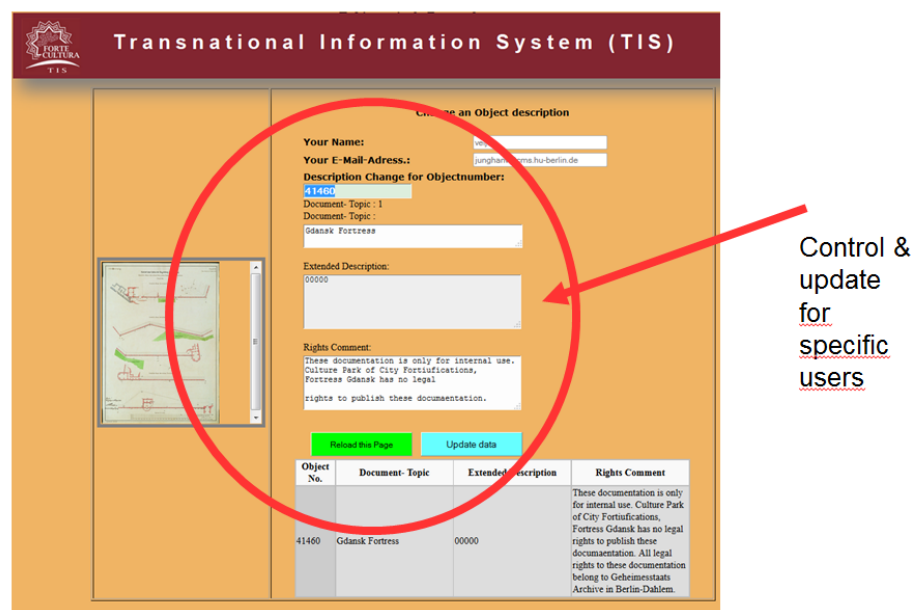 FORTE
CULTURA
TIS
Transnational Information System (TIS)
an Object description
Your Name:
Your E-Mail-Adress.:
hu-berlin.de
Description Change for Objectnumber:
41460
Document- Topic : 1
Document- Topic :
Gdansk Fortress
Extended Description:
00000
Rights Comment:
These documentation is only for internal use.
Culture Park of City Fortiufications,
Fortress Gdansk has no legal
rights to publish these documaentation.
Reload this Page
Update data
Object No.
Document- Topic
Extended Description
Rights Comment
41460
Gdansk Fortress
00000
These documentation is only
for internal use. Culture Park
of City Fortiufications,
Fortress Gdansk has no legal
rights to publish these
documaentation. All legal
rights to these documentation
belong to Geheimesstaats
Archive in Berlin-Dahlem.
Control &
update
for
specific
users